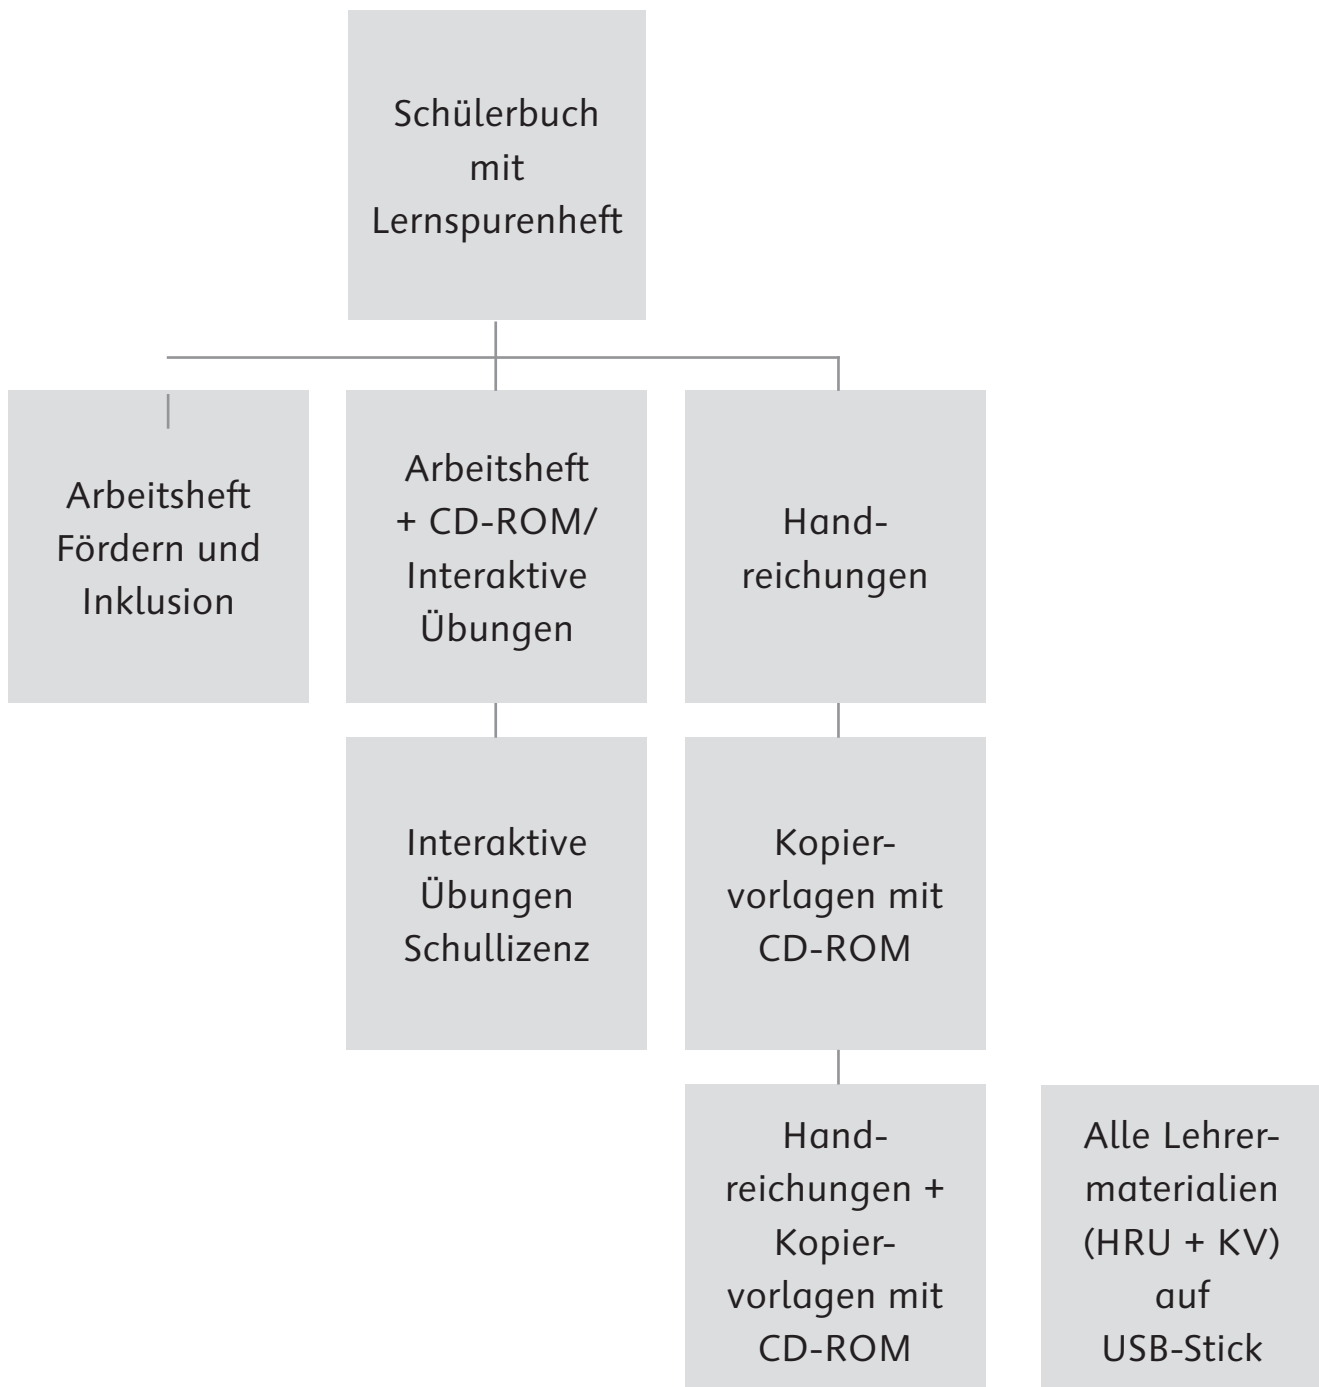 Schülerbuch
mit
Lernspurenheft
Arbeitsheft
Fördern und
Inklusion
Arbeitsheft
+ CD-ROM/
Interaktive
Übungen
Hand-
reichungen
Interaktive
Übungen
Schullizenz
Kopier-
vorlagen mit
CD-ROM
Hand-
reichungen +
Kopier-
vorlagen mit
CD-ROM
Alle Lehrer-
materialien
(HRU + KV)
auf
USB-Stick